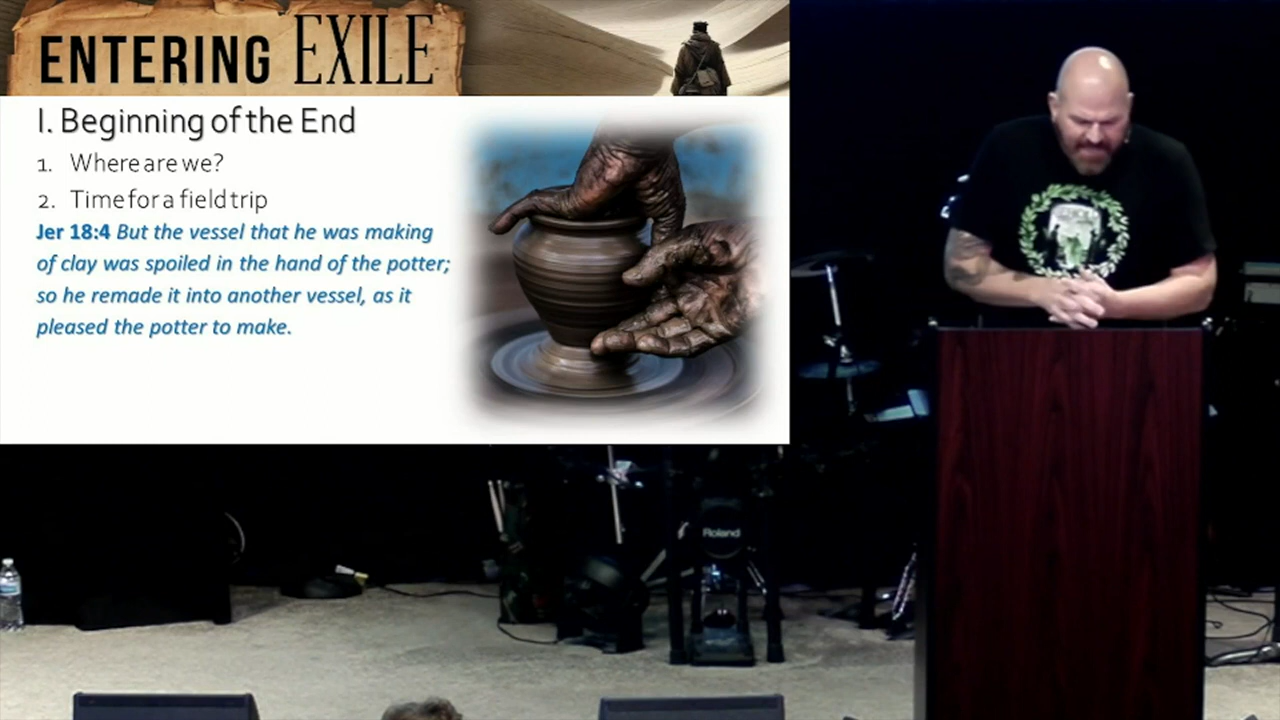 ENTERING EXILE
I. Beginning of the End
1. Where are we?
2. Time for a field trip
Jer 18:4 But the vessel that he was making
of clay was spoiled in the hand of the potter;
so he remade it into another vessel, as it
pleased the potter to make.
Roland